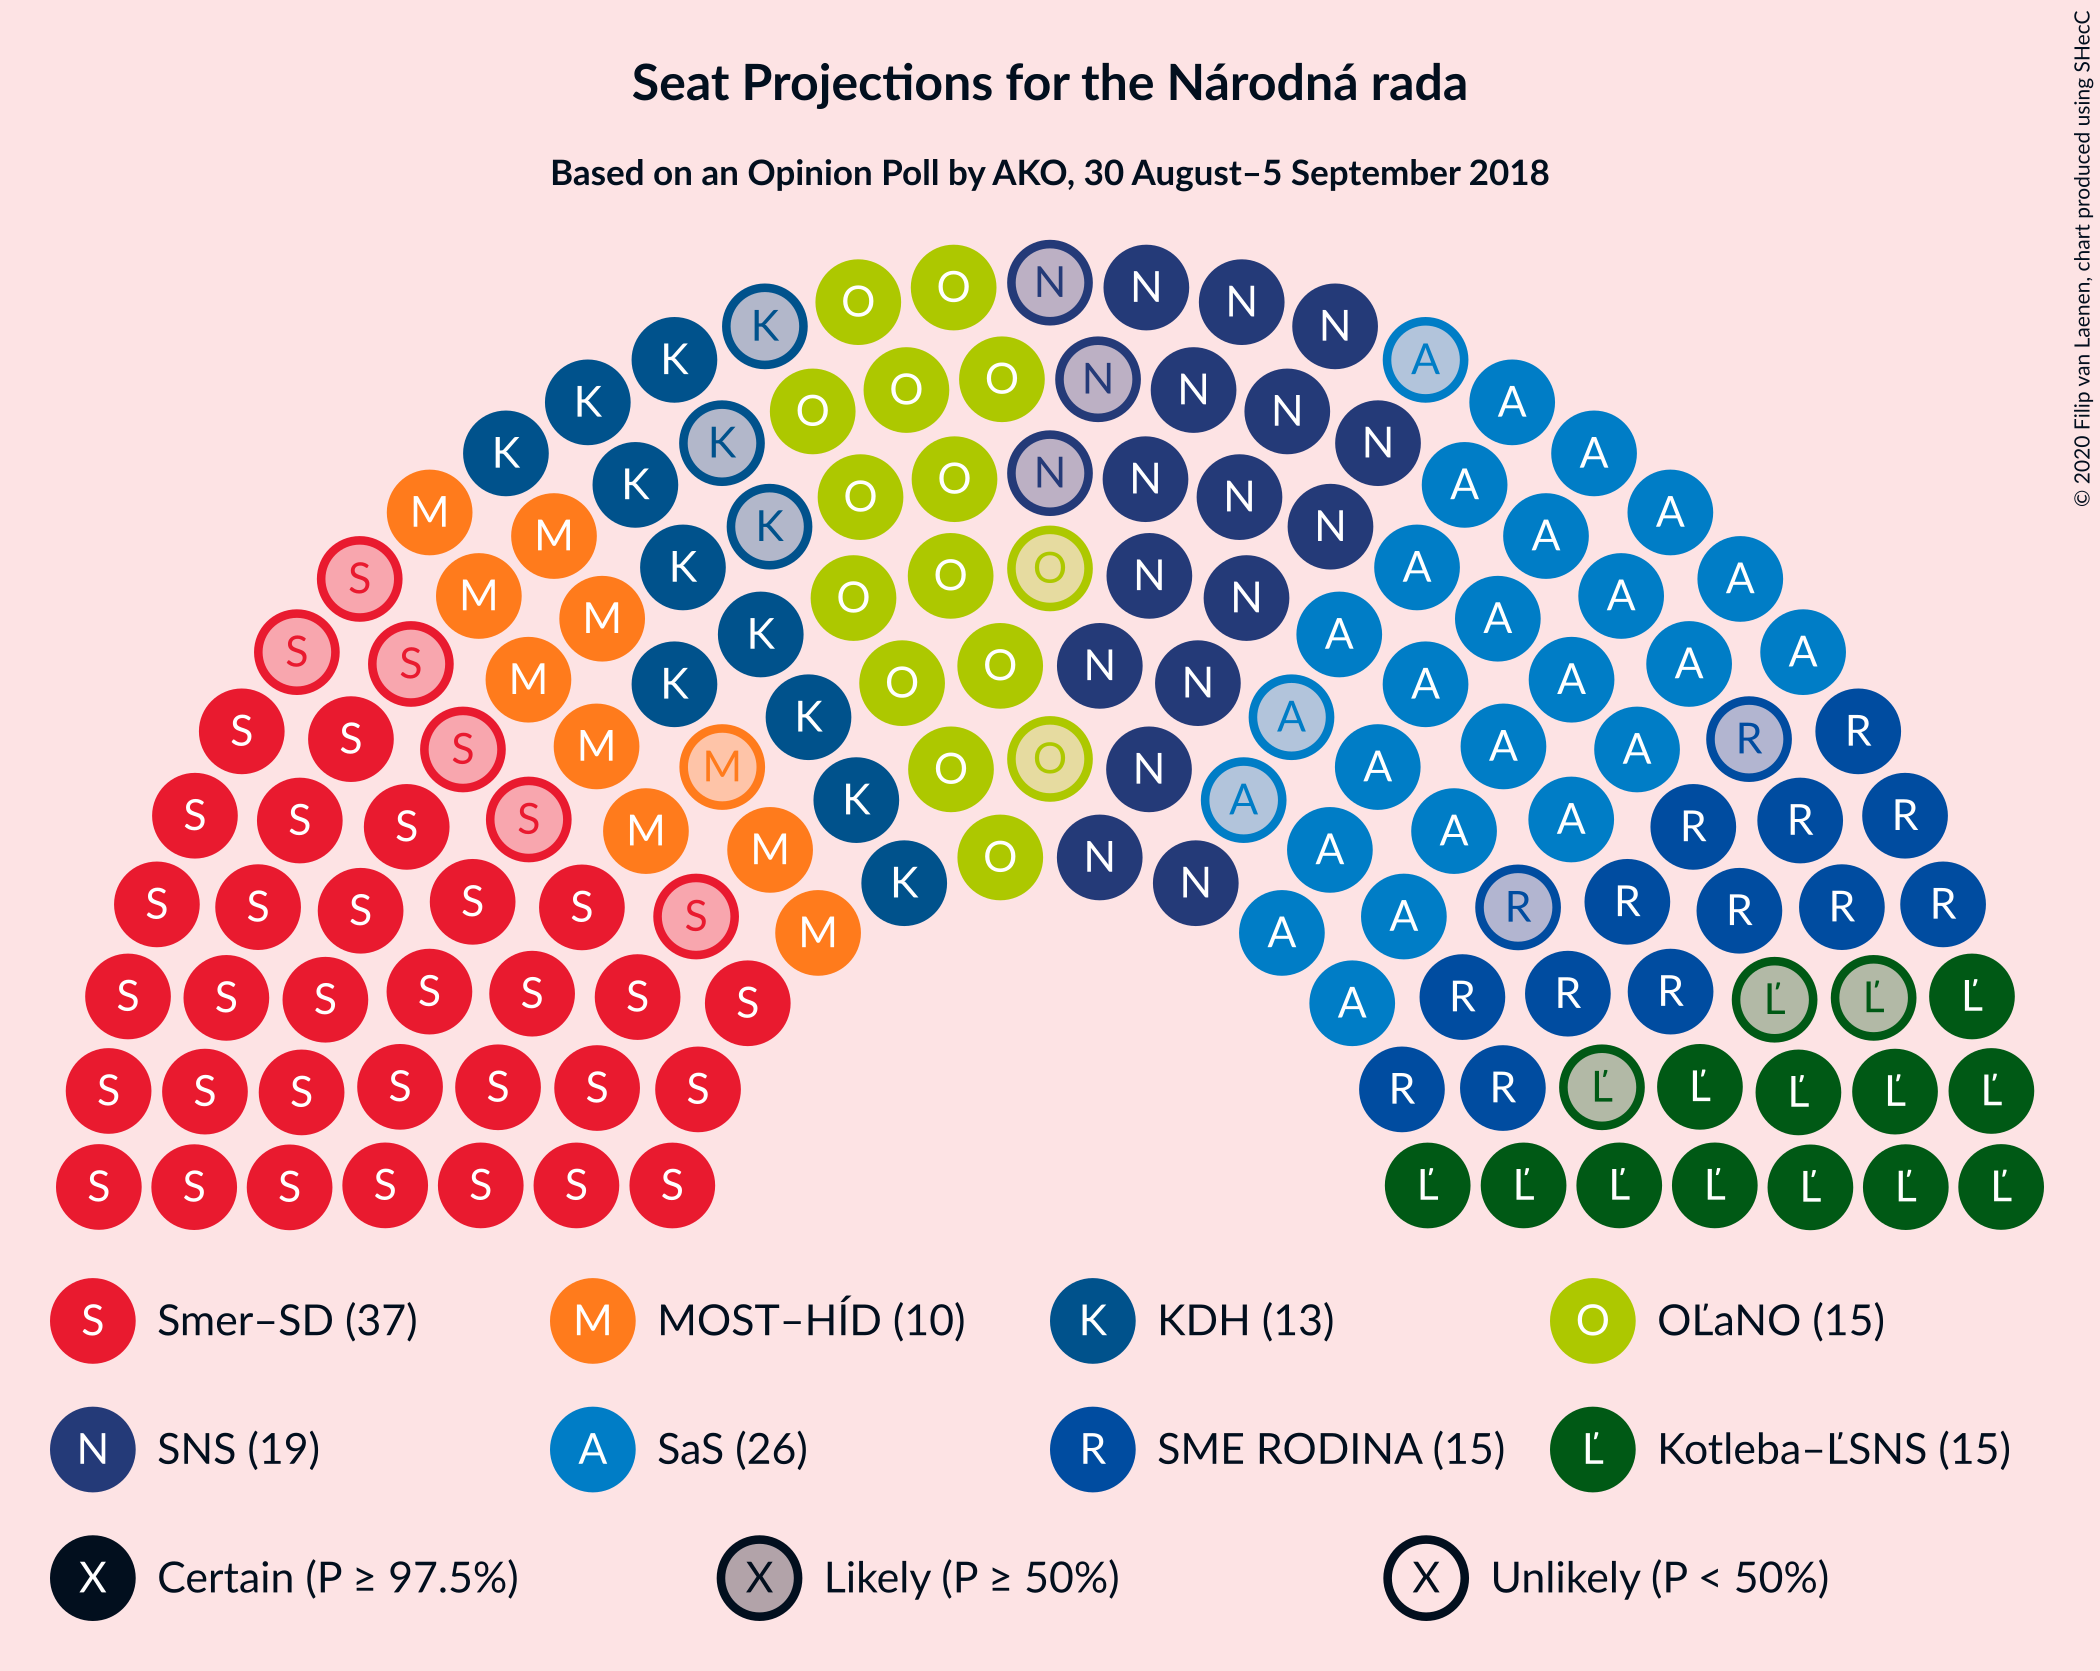 © 2020 Filip van Laenen, chart produced using SHecC
Seat Projections for the Národná rada
Based on an Opinion Poll by AKO, 30 August–5 September 2018
O O N N N
K K N A
K O O O N N N A
K K N A
M K O O N N N A A
M K N A
S M K O O O N N A A A
M K A A
S S M K O O N N A A A A
S S S M K A A A R R
S S S S M M K O O N A A A A R R R
M O N A
S S S S S S M K N A A R R R R R
S S S S S S S A R R R Ľ Ľ Ľ
S S S S S S S R R Ľ Ľ Ľ Ľ Ľ
S S S S S S S Ľ Ľ Ľ Ľ Ľ Ľ Ľ
S Smer–SD (37) M MOST–HÍD (10) K KDH (13) O OĽaNO (15)
N SNS (19) A SaS (26) R SME RODINA (15) Ľ Kotleba–ĽSNS (15)
X Certain (P ≥ 97.5%) X Likely (P ≥ 50%) X Unlikely (P < 50%)